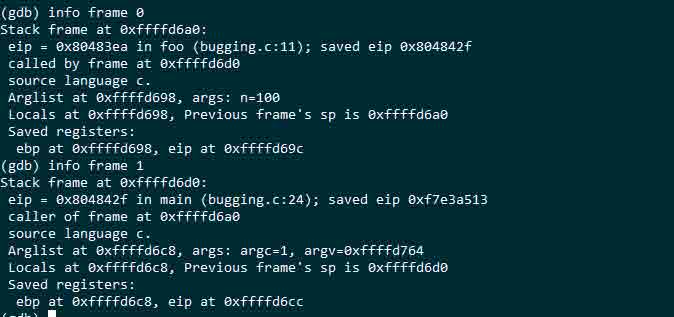 (gdb) info frame 0
Stack frame at 0xffffd6a0:
 eip = 0x80483ea in foo (bugging.c:11); saved eip 0x804842f
 called by frame at 0xffffd6d0
 source language c.
 Arglist at 0xffffd698, args: n=100
 Locals at 0xffffd698, Previous frame's sp is 0xffffd6a0
 Saved registers:
  ebp at 0xffffd698, eip at 0xffffd69c
(gdb) info frame 1
Stack frame at 0xffffd6d0:
 eip = 0x804842f in main (bugging.c:24); saved eip 0xf7e3a513
 caller of frame at 0xffffd6a0
 source language c.
 Arglist at 0xffffd6c8, args: argc=1, argv=0xffffd764
 Locals at 0xffffd6c8, Previous frame's sp is 0xffffd6d0
 Saved registers:
  ebp at 0xffffd6c8, eip at 0xffffd6cc
(gdb)